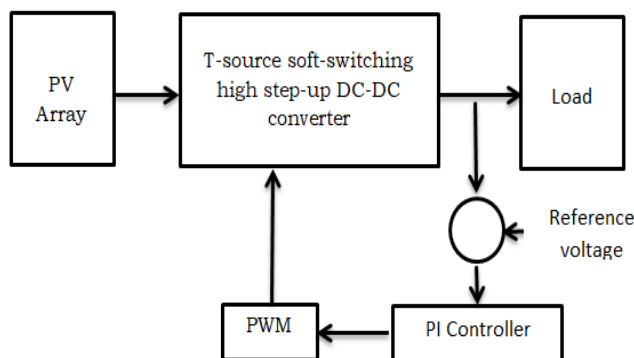 PV
Array
T-source soft-switching
high step-up DC-DC
converter
Load
Reference
voltage
PWM
PI Controller